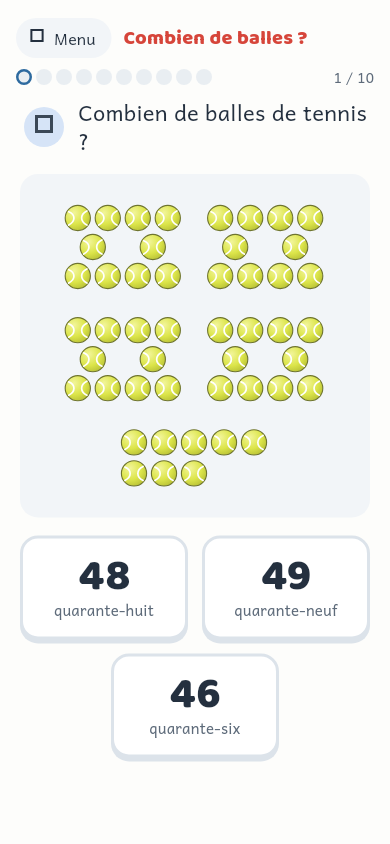 Menu
Combien de balles ?
1 / 10
Combien de balles de tennis
?
48
quarante-huit
49
quarante-neuf
46
quarante-six